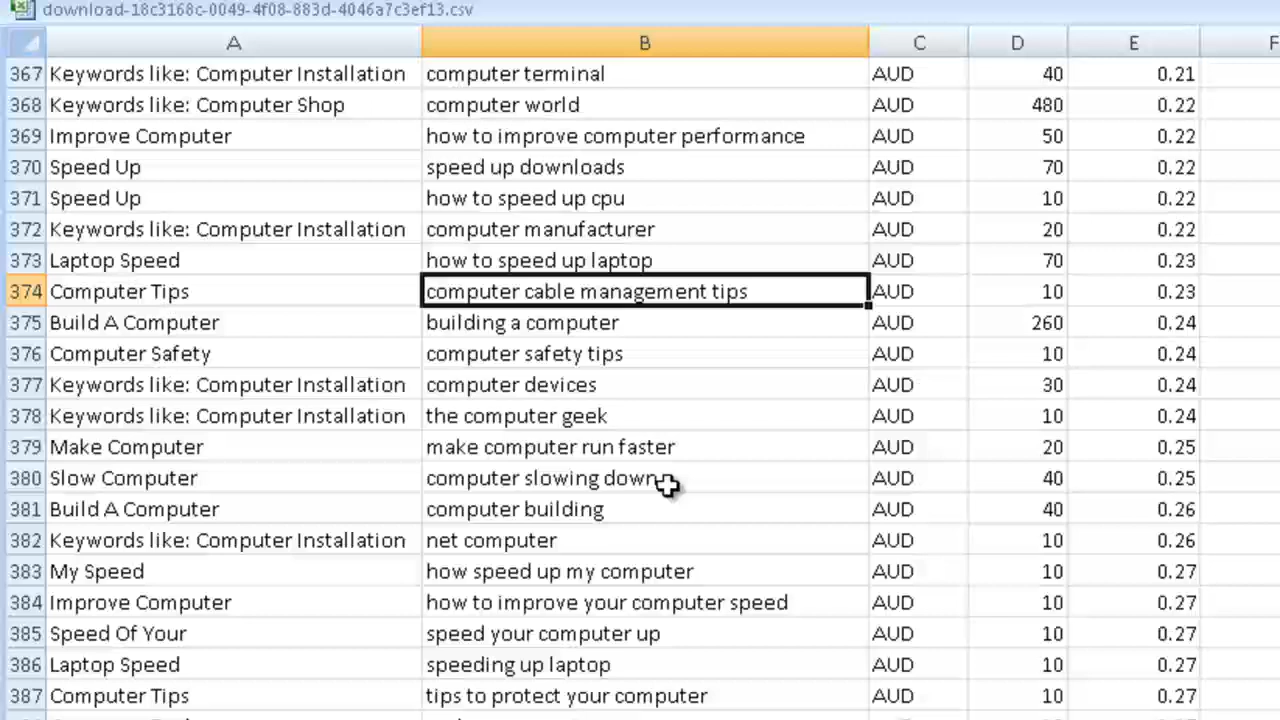 download-18c3168c-0049-4f08-883d-4046a7c3ef13.csv
A B C D E F
367 Keywords like: Computer Installation computer terminal AUD 40 0.21
368 Keywords like: Computer Shop computer world AUD 480 0.22
369 Improve Computer how to improve computer performance AUD 50 0.22
370 Speed Up speed up downloads AUD 70 0.22
371 Speed Up how to speed up cpu AUD 10 0.22
372 Keywords like: Computer Installation computer manufacturer AUD 20 0.22
373 Laptop Speed how to speed up laptop AUD 70 0.23
374 Computer Tips computer cable management tips AUD 10 0.23
375 Build A Computer building a computer AUD 260 0.24
376 Computer Safety computer safety tips AUD 10 0.24
377 Keywords like: Computer Installation computer devices AUD 30 0.24
378 Keywords like: Computer Installation the computer geek AUD 10 0.24
379 Make Computer make computer run faster AUD 20 0.25
380 Slow Computer computer slowing down AUD 40 0.25
381 Build A Computer computer building AUD 40 0.26
382 Keywords like: Computer Installation net computer AUD 10 0.26
383 My Speed how speed up my computer AUD 10 0.27
384 Improve Computer how to improve your computer speed AUD 10 0.27
385 Speed Of Your speed your computer up AUD 10 0.27
386 Laptop Speed speeding up laptop AUD 10 0.27
387 Computer Tips tips to protect your computer AUD 10 0.27